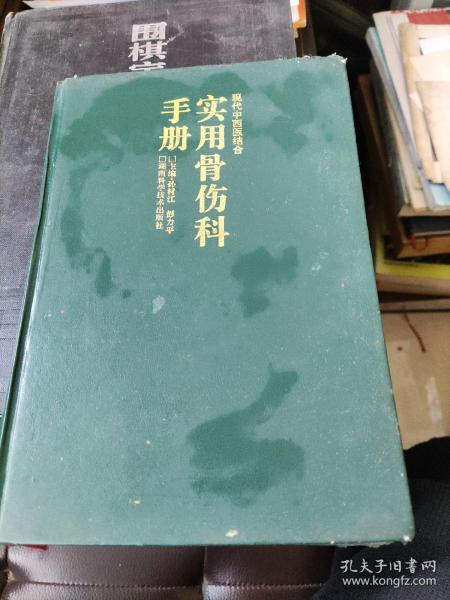 现代中西医结合
实用骨伤科
手册
□主编·孙材江 彭力平
□湖南科学技术出版社
围棋
孔夫子旧书网
www.kongfz.com